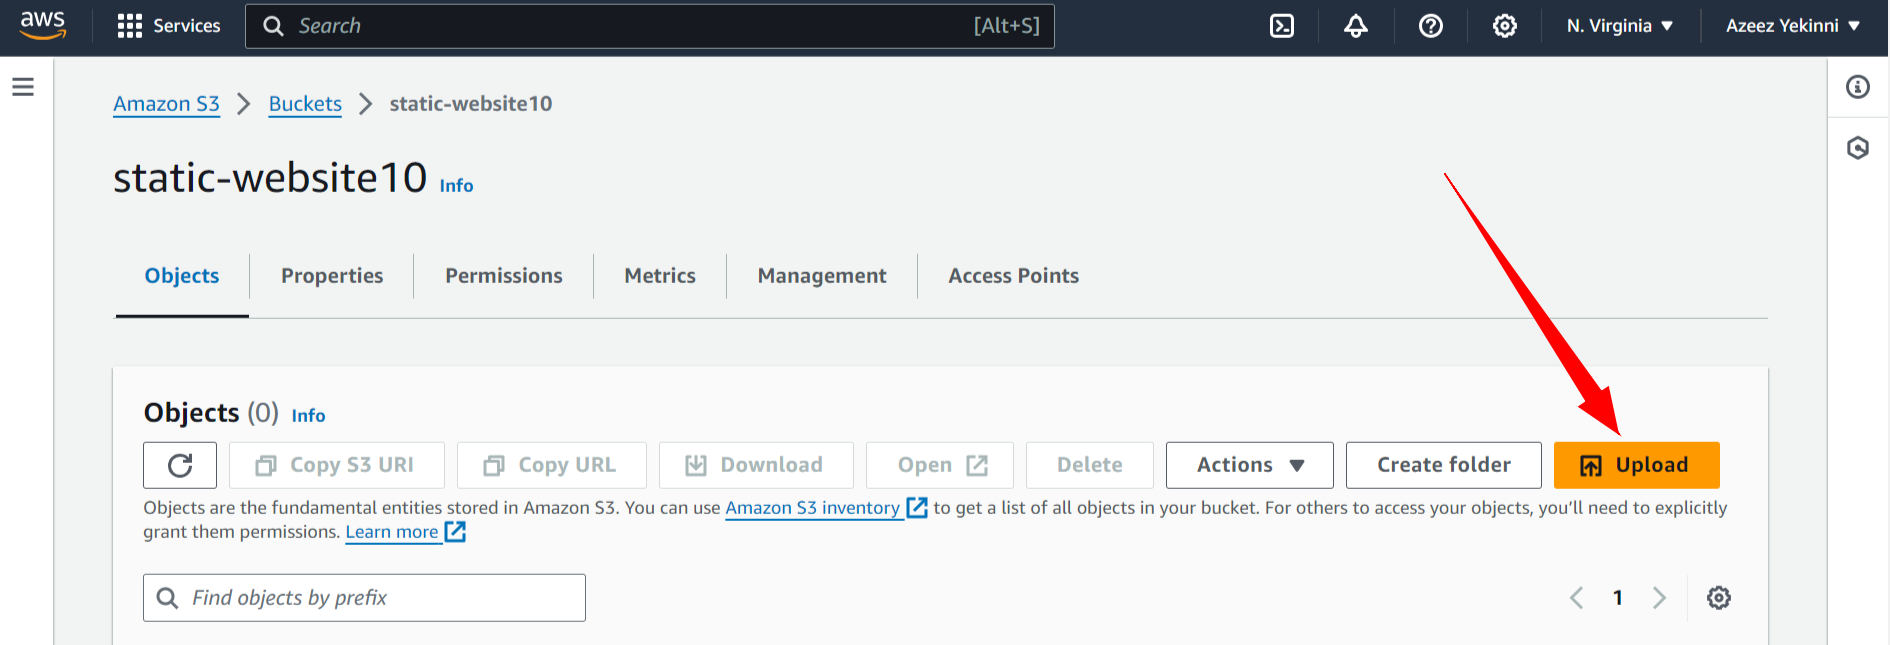 aws Services Search [Alt+S] N. Virginia Azeez Yekinni
Amazon S3 Buckets static-website10
static-website10 Info
Objects Properties Permissions Metrics Management Access Points
Objects (0) Info
Copy S3 URI Copy URL Download Open Delete Actions Create folder Upload
Objects are the fundamental entities stored in Amazon S3. You can use Amazon S3 inventory to get a list of all objects in your bucket. For others to access your objects, you’ll need to explicitly
grant them permissions. Learn more
Find objects by prefix 1